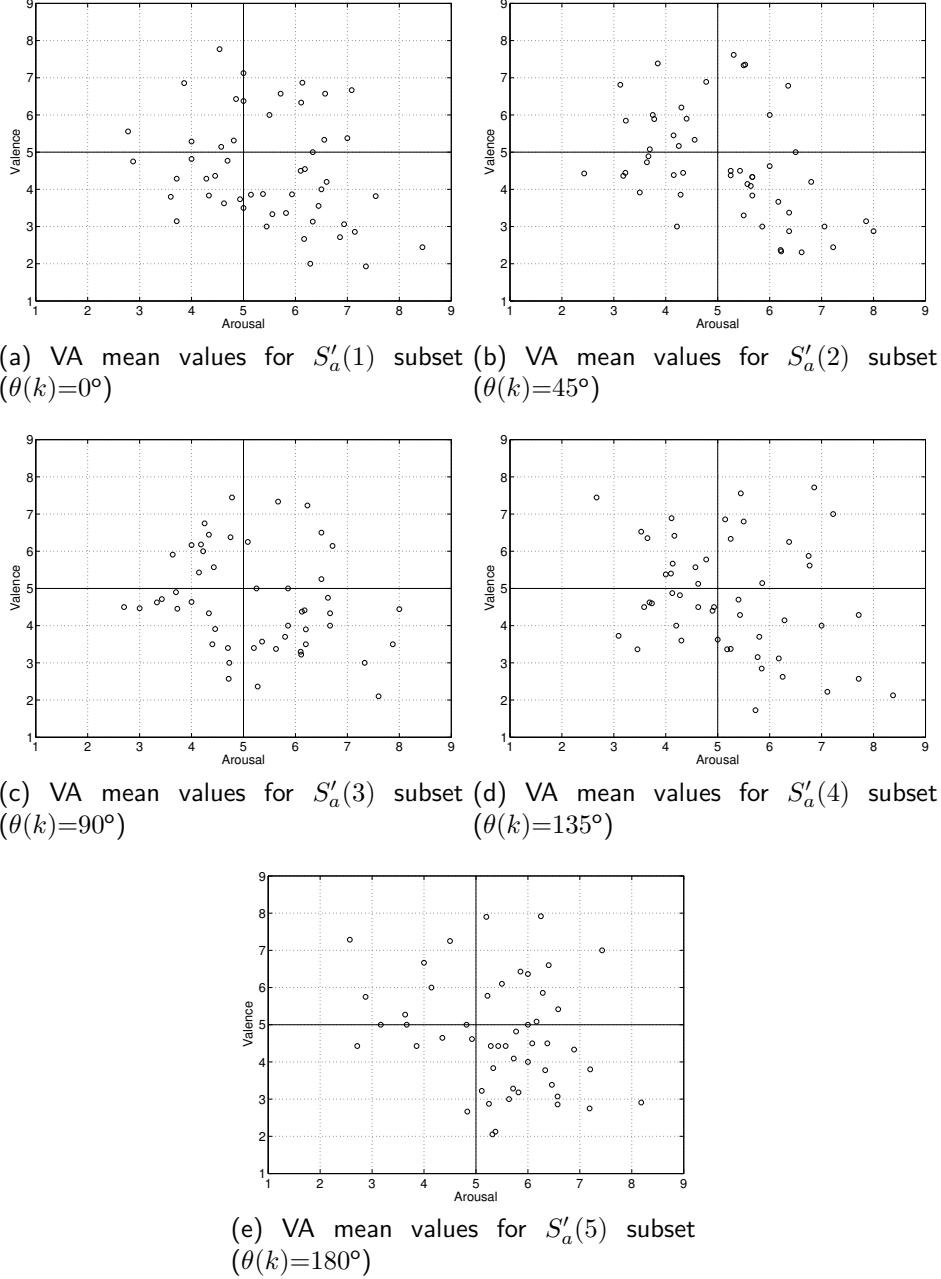 9
8
7
6
5
4
3
2
1
Valence
1 2 3 4 5 6 7 8 9
Arousal
(a) VA mean values for S′a(1) subset
(θ(k)=0º)
9
8
7
6
5
4
3
2
1
Valence
1 2 3 4 5 6 7 8 9
Arousal
(b) VA mean values for S′a(2) subset
(θ(k)=45º)
9
8
7
6
5
4
3
2
1
Valence
1 2 3 4 5 6 7 8 9
Arousal
(c) VA mean values for S′a(3) subset
(θ(k)=90º)
9
8
7
6
5
4
3
2
1
Valence
1 2 3 4 5 6 7 8 9
Arousal
(d) VA mean values for S′a(4) subset
(θ(k)=135º)
9
8
7
6
5
4
3
2
1
Valence
1 2 3 4 5 6 7 8 9
Arousal
(e) VA mean values for S′a(5) subset
(θ(k)=180º)